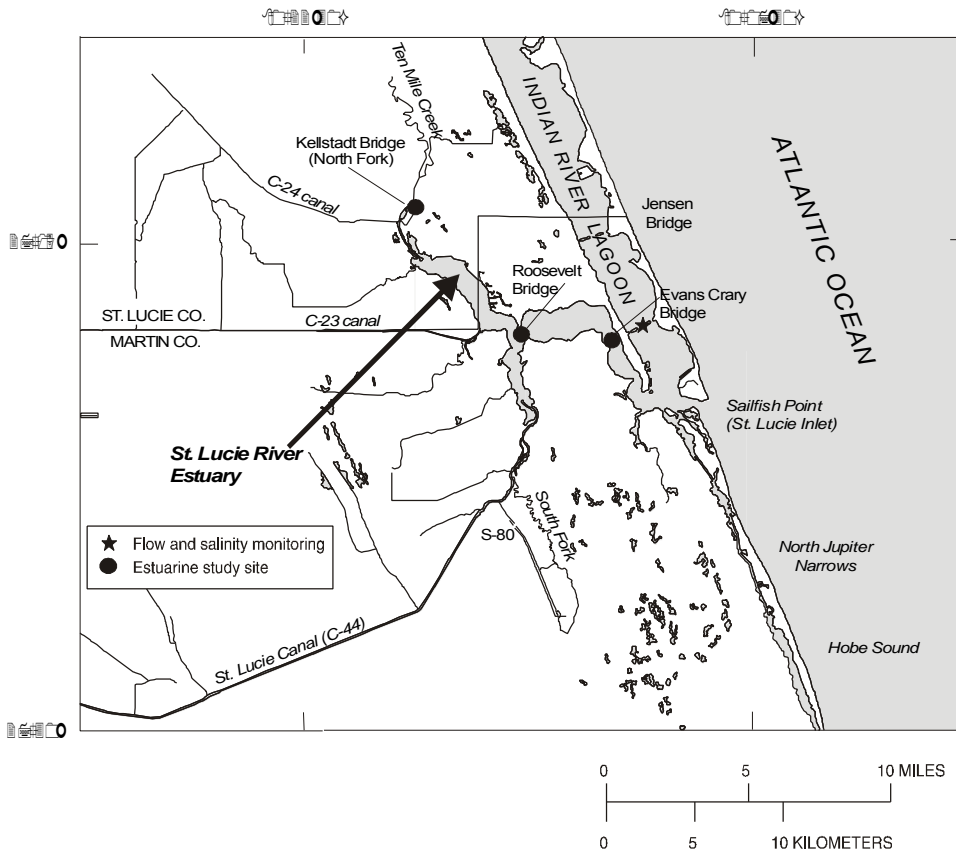 Ten Mile Creek
Kellstadt Bridge
(North Fork)
C-24 canal
INDIAN RIVER LAGOON
ATLANTIC OCEAN
Jensen
Bridge
Roosevelt
Bridge
Evans Crary
Bridge
ST. LUCIE CO.
MARTIN CO.
C-23 canal
Sailfish Point
(St. Lucie Inlet)
St. Lucie River
Estuary
South Fork
S-80
Flow and salinity monitoring
Estuarine study site
North Jupiter
Narrows
St. Lucie Canal (C-44)
Hobe Sound
0 5 10 MILES
0 5 10 KILOMETERS